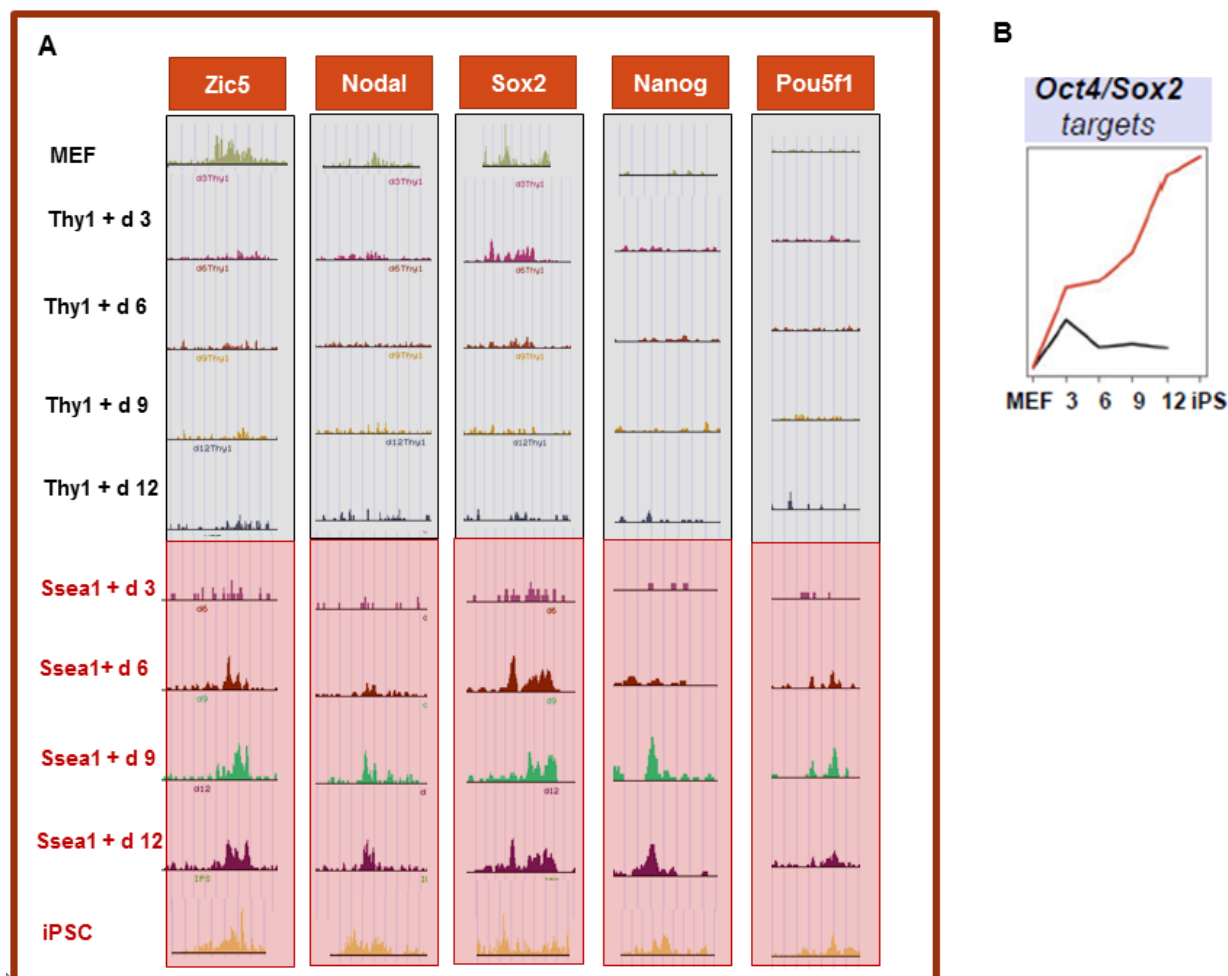 A
B
Zic5 Nodal Sox2 Nanog Pou5f1
Oct4/Sox2
targets
MEF
d3Thy1 d3Thy1 d3Thy1
Thy1 + d 3
d6Thy1 d6Thy1 d6Thy1
Thy1 + d 6
d9Thy1 d9Thy1 d9Thy1
MEF 3 6 9 12 iPS
Thy1 + d 9
d12Thy1 d12Thy1 d12Thy1
Thy1 + d 12
Ssea1 + d 3
d6 d d6
Ssea1+ d 6
d9 d d9
Ssea1 + d 9
d12 d d12
Ssea1 + d 12
IPS
iPSC